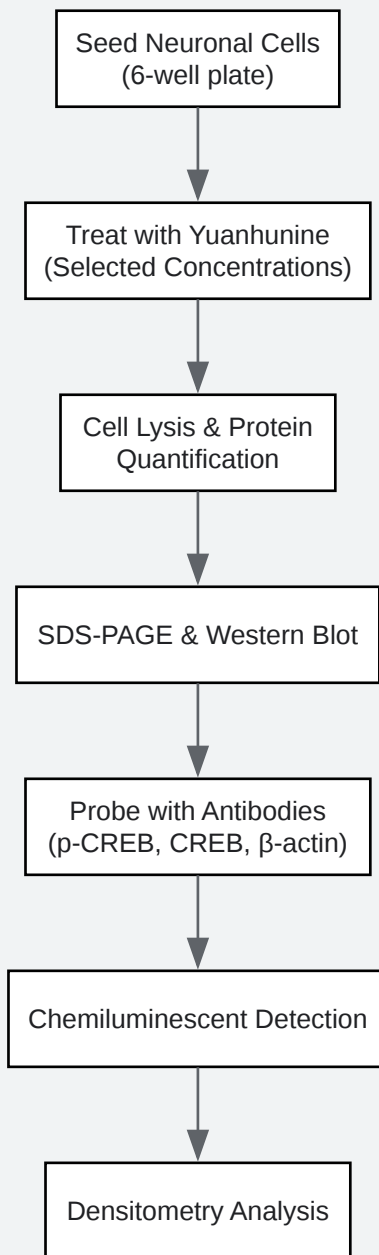 Seed Neuronal Cells
(6-well plate)
Treat with Yuanhunine
(Selected Concentrations)
Cell Lysis & Protein
Quantification
SDS-PAGE & Western Blot
Probe with Antibodies
(p-CREB, CREB, β-actin)
Chemiluminescent Detection
Densitometry Analysis